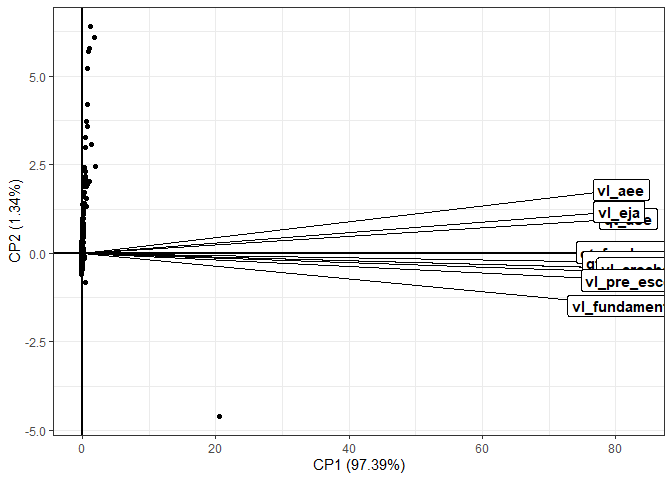 CP2 (1.34%)
5.0
2.5
0.0
-2.5
-5.0
vl_aee
vl_eja
vl_pre_esc
vl_fundamen
0
20
40
60
80
CP1 (97.39%)